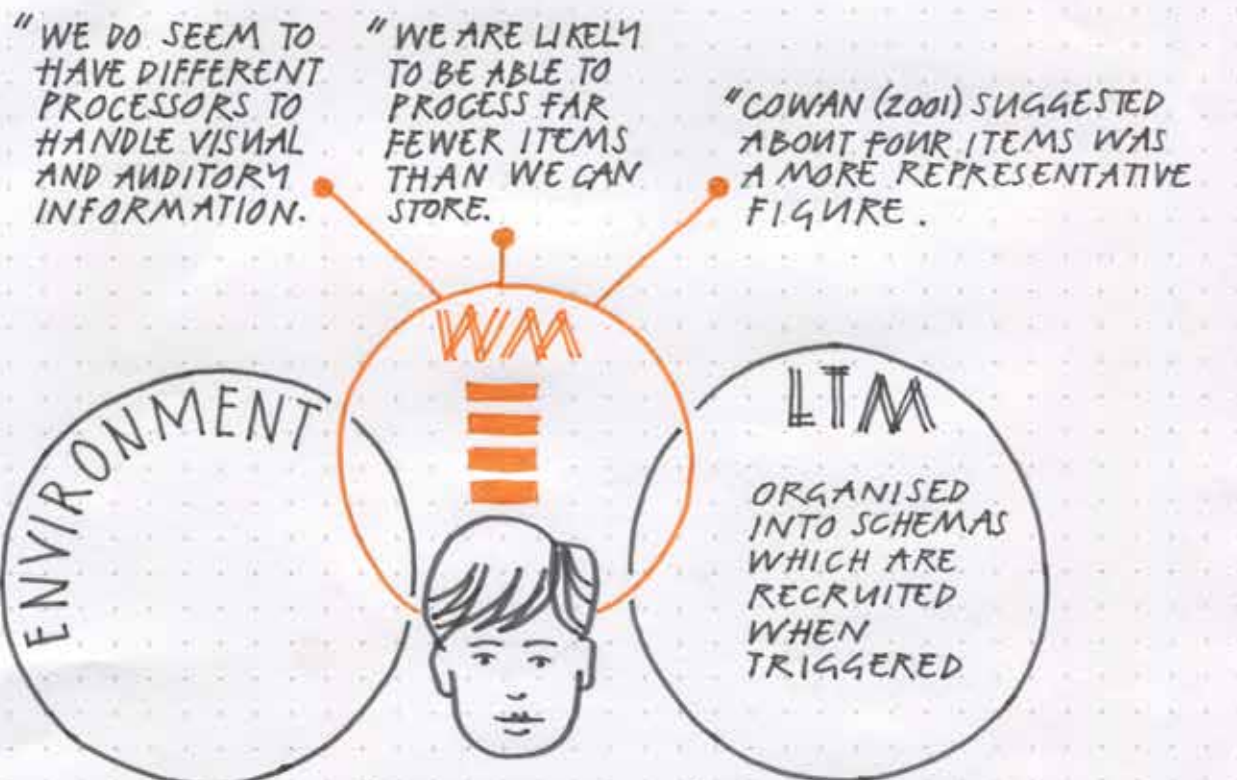 "WE DO SEEM TO
HAVE DIFFERENT
PROCESSORS TO
HANDLE VISUAL
AND AUDITORY
INFORMATION.
"WE ARE LIKELY
TO BE ABLE TO
PROCESS FAR
FEWER ITEMS
THAN WE CAN
STORE.
"COWAN (2001) SUGGESTED
ABOUT FOUR ITEMS WAS
A MORE REPRESENTATIVE
FIGURE.
WM
ENVIRONMENT
LTM
ORGANISED
INTO SCHEMAS
WHICH ARE
RECRUITED
WHEN
TRIGGERED